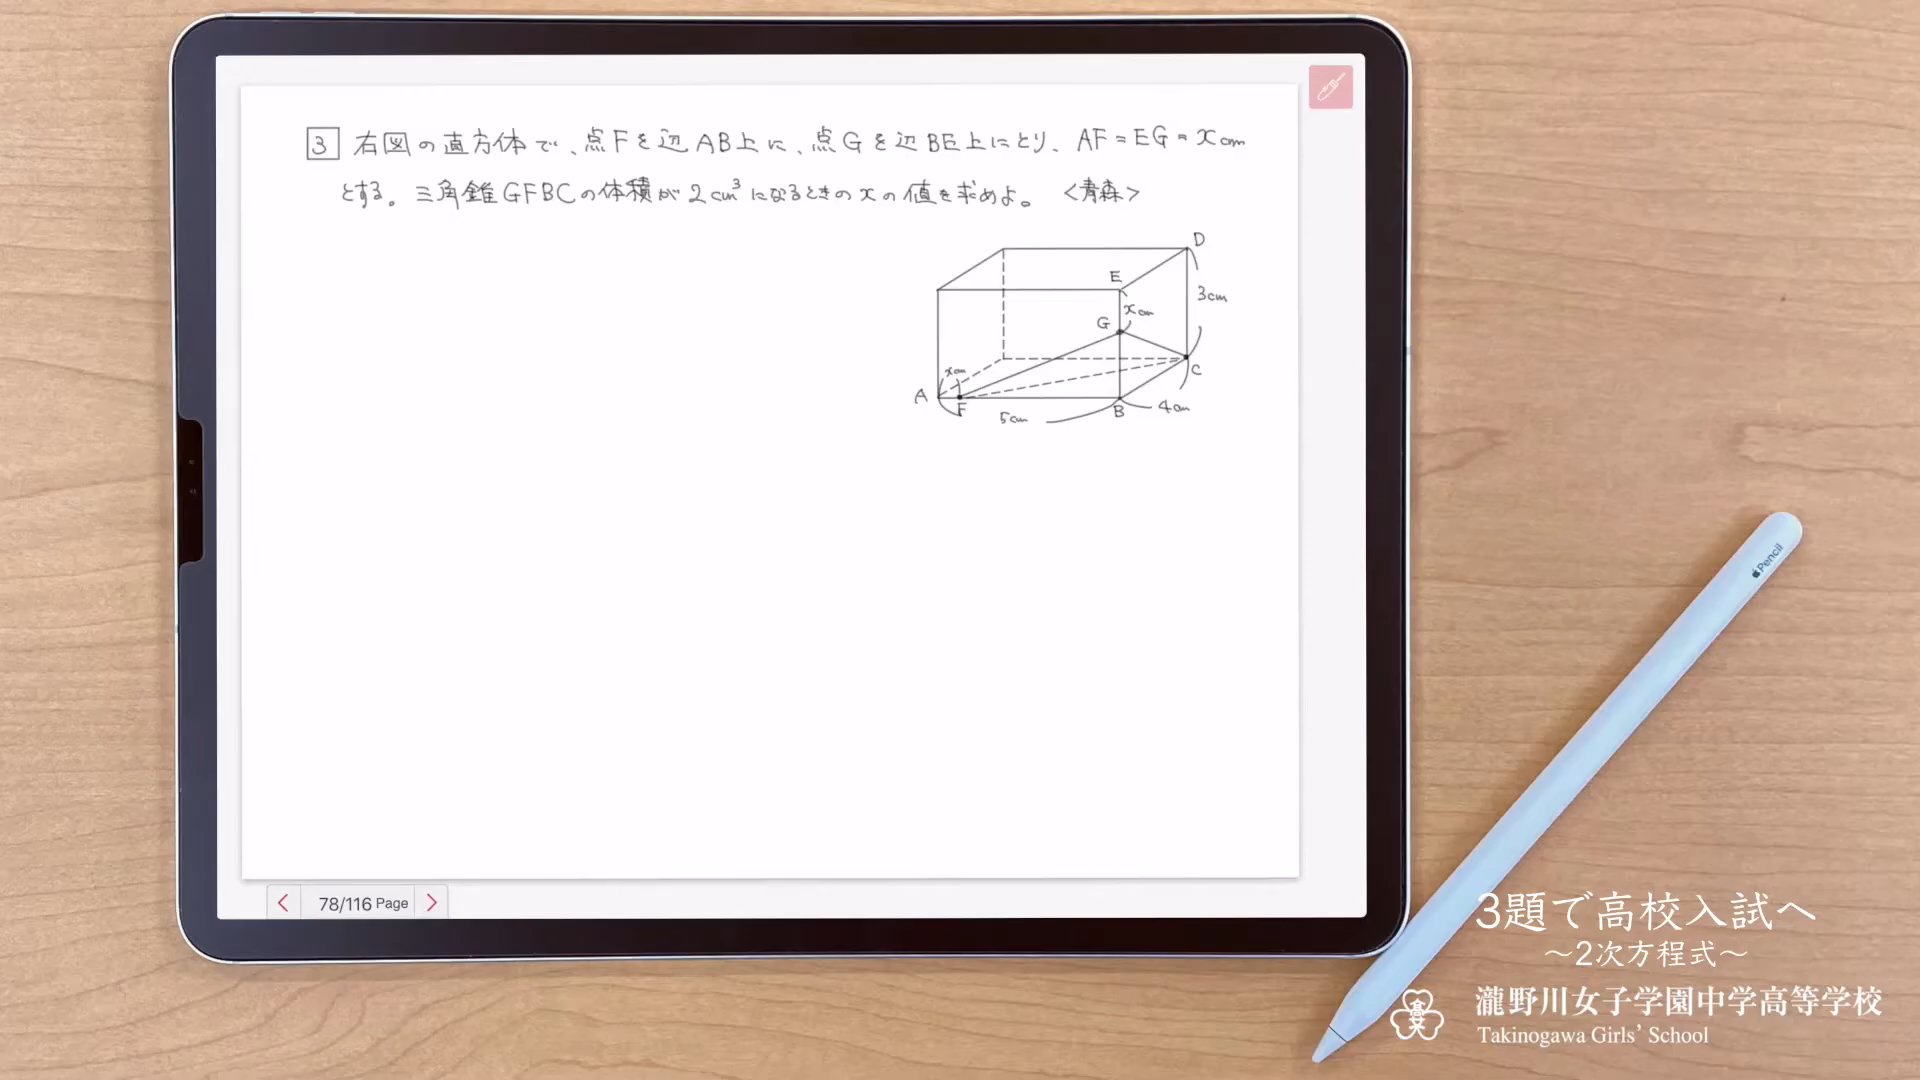 3 右図の直方体で、点Fを辺AB上に、点Gを辺BE上にとり、AF=EG=xcm
とする。三角錐GFBCの体積が2cm³になるときのxの値を求めよ。 <青森>
D
E
3cm
xcm
G
xcm
C
A
F
B
4cm
5cm
78/116 Page
Pencil
3題で高校入試へ
～2次方程式～
瀧野川女子学園中学高等学校
Takinogawa Girls' School